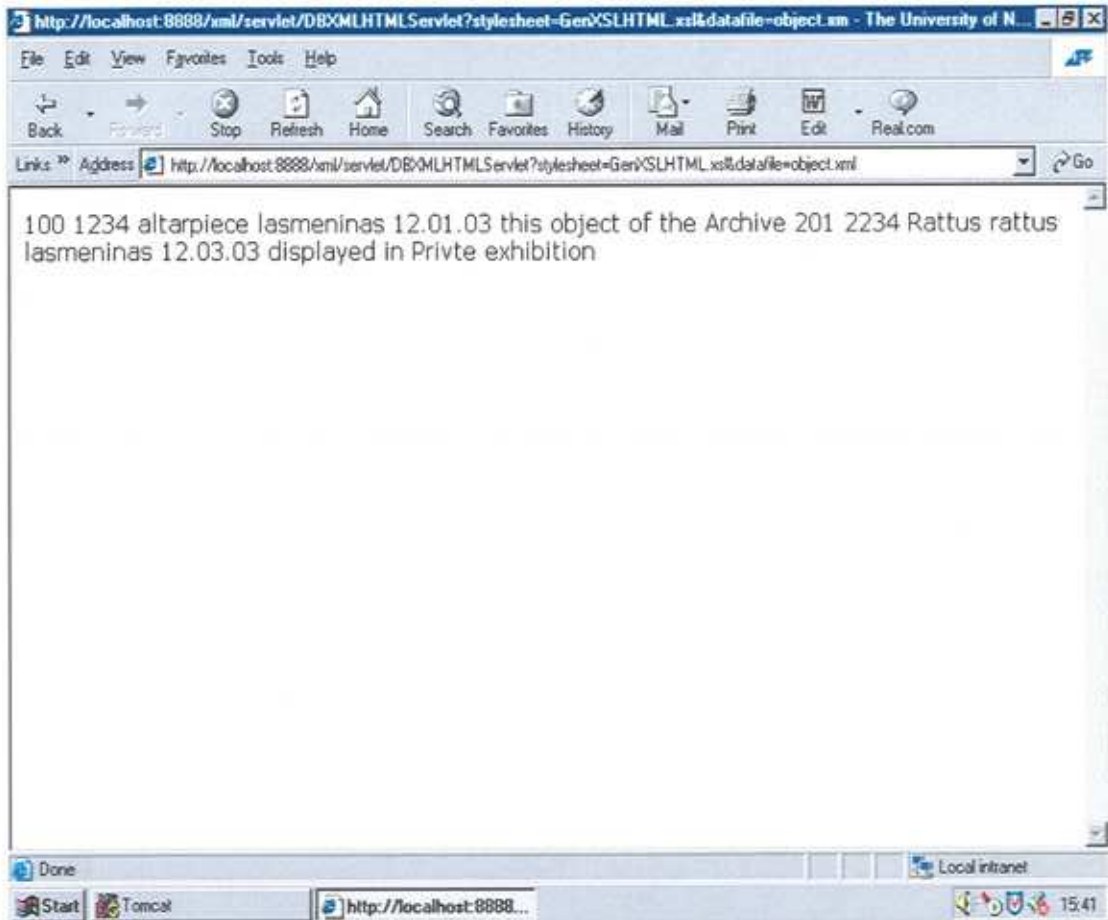 http://localhost:8888/xml/servlet/DBXMLHTMLServlet?stylesheet=GenXSLHTML.xsl&datafile=object.xm - The University of N...
File Edit View Favorites Tools Help
Back Forward Stop Refresh Home Search Favorites History Mail Print Edit Real.com
Links » Address http://localhost:8888/xml/servlet/DBXMLHTMLServlet?stylesheet=GenXSLHTML.xsl&datafile=object.xml Go
100 1234 altarpiece lasmeninas 12.01.03 this object of the Archive 201 2234 Rattus rattus
lasmeninas 12.03.03 displayed in Privte exhibition
Done Local intranet
Start Tomcat http://localhost:8888... 15:41